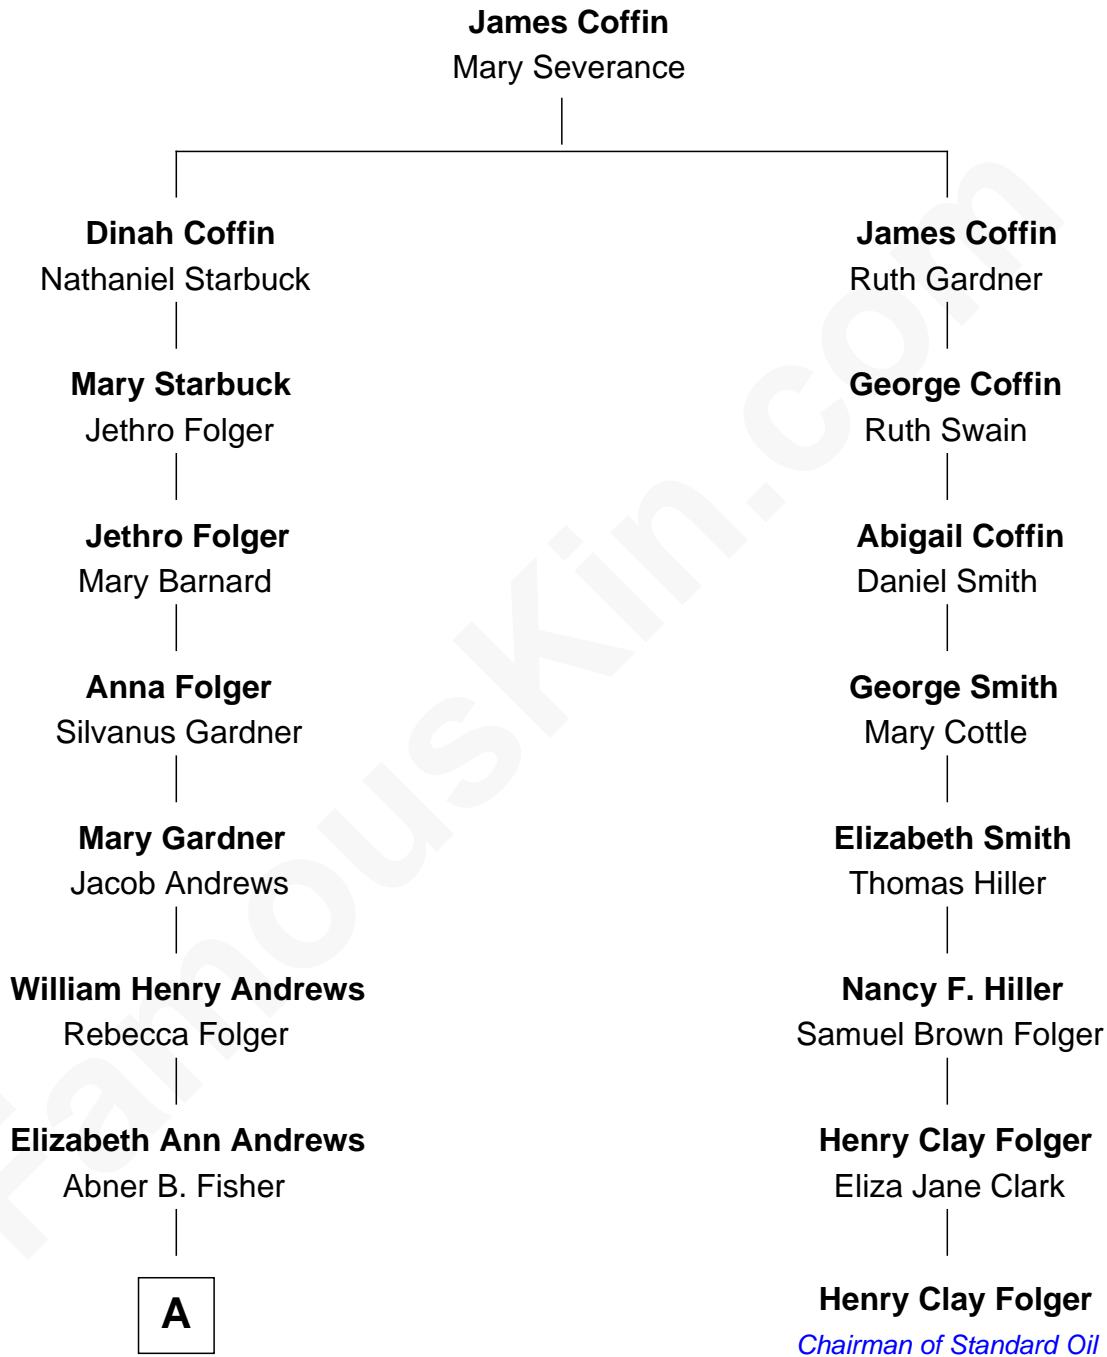 James Coffin
Mary Severance
Dinah Coffin
Nathaniel Starbuck
Mary Starbuck
Jethro Folger
Jethro Folger
Mary Barnard
Anna Folger
Silvanus Gardner
Mary Gardner
Jacob Andrews
William Henry Andrews
Rebecca Folger
Elizabeth Ann Andrews
Abner B. Fisher
A
James Coffin
Ruth Gardner
George Coffin
Ruth Swain
Abigail Coffin
Daniel Smith
George Smith
Mary Cottle
Elizabeth Smith
Thomas Hiller
Nancy F. Hiller
Samuel Brown Folger
Henry Clay Folger
Eliza Jane Clark
Henry Clay Folger
Chairman of Standard Oil
FamousKin.com